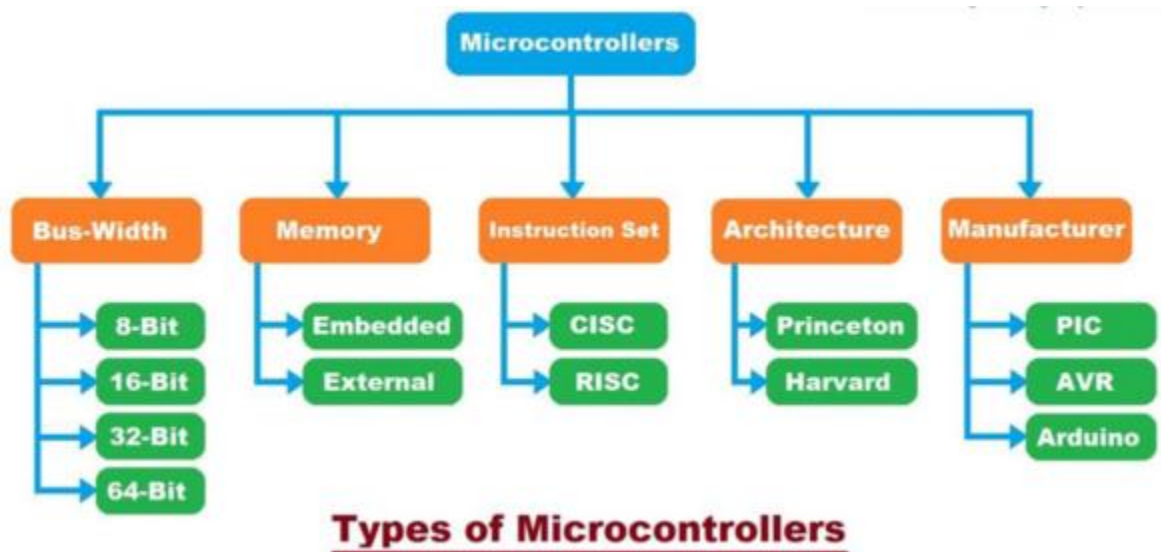 Microcontrollers
Bus-Width
8-Bit
16-Bit
32-Bit
64-Bit
Memory
Embedded
External
Instruction Set
CISC
RISC
Architecture
Princeton
Harvard
Manufacturer
PIC
AVR
Arduino
Types of Microcontrollers